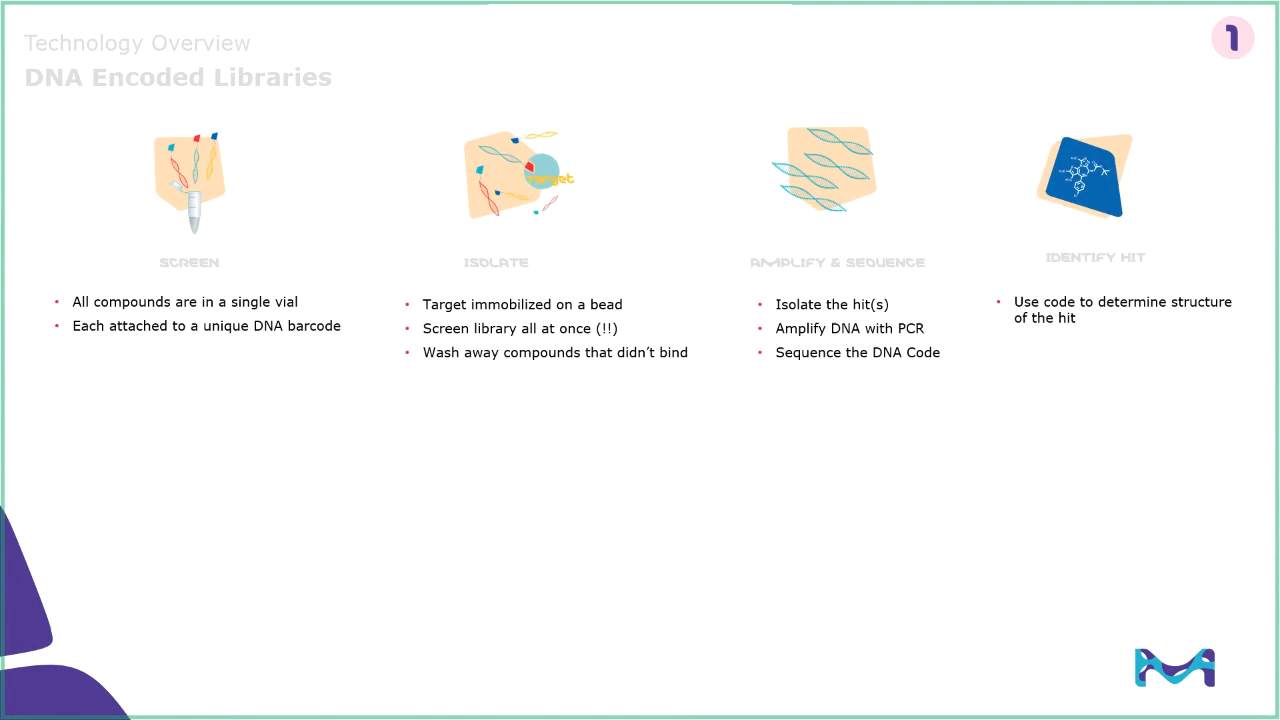 Technology Overview
DNA Encoded Libraries
1
Target
SCREEN
ISOLATE
AMPLIFY & SEQUENCE
IDENTIFY HIT
• All compounds are in a single vial
• Each attached to a unique DNA barcode
• Target immobilized on a bead
• Screen library all at once (!!)
• Wash away compounds that didn’t bind
• Isolate the hit(s)
• Amplify DNA with PCR
• Sequence the DNA Code
• Use code to determine structure
of the hit